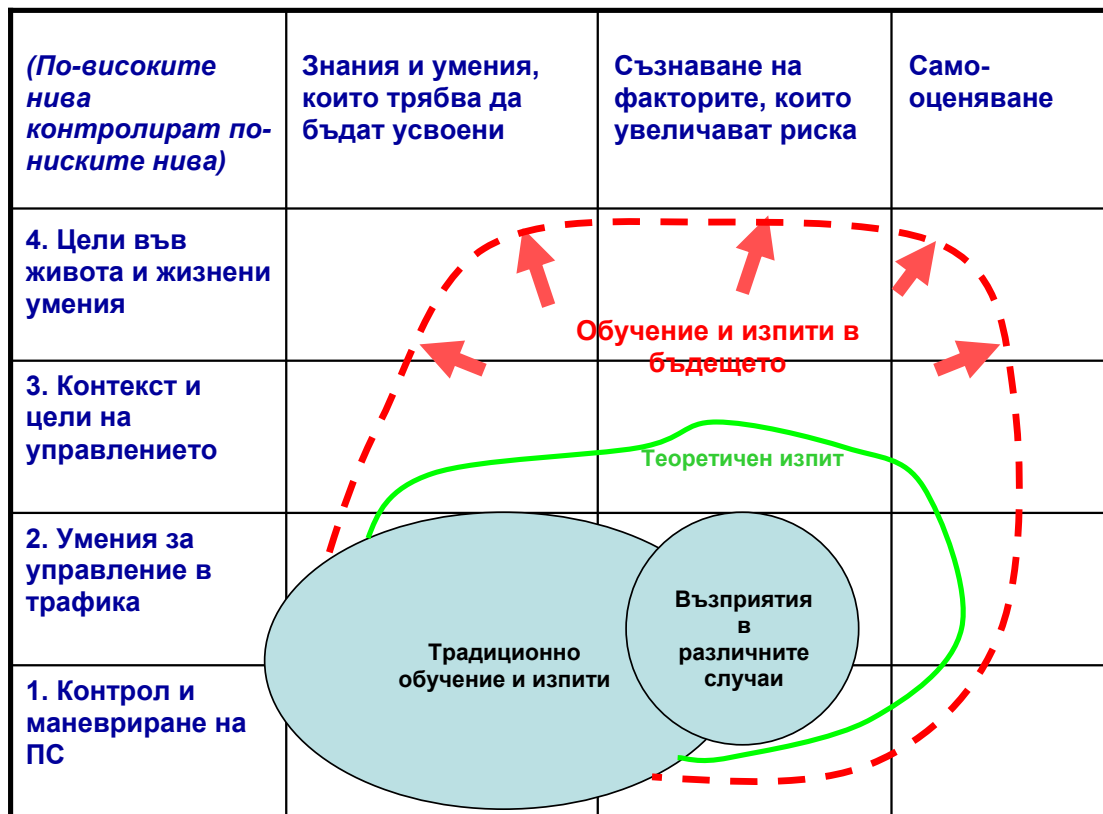 (По-високите
нива
контролират по-
ниските нива)
Знания и умения,
които трябва да
бъдат усвоени
Съзнаване на
факторите, които
увеличават риска
Само-
оценяване
4. Цели във
живота и жизнени
умения
Обучение и изпити в
бъдещето
3. Контекст и
цели на
управлението
Теоретичен изпит
2. Умения за
управление в
трафика
Възприятия
в
различните
случаи
Традиционно
обучение и изпити
1. Контрол и
маневриране на
ПС